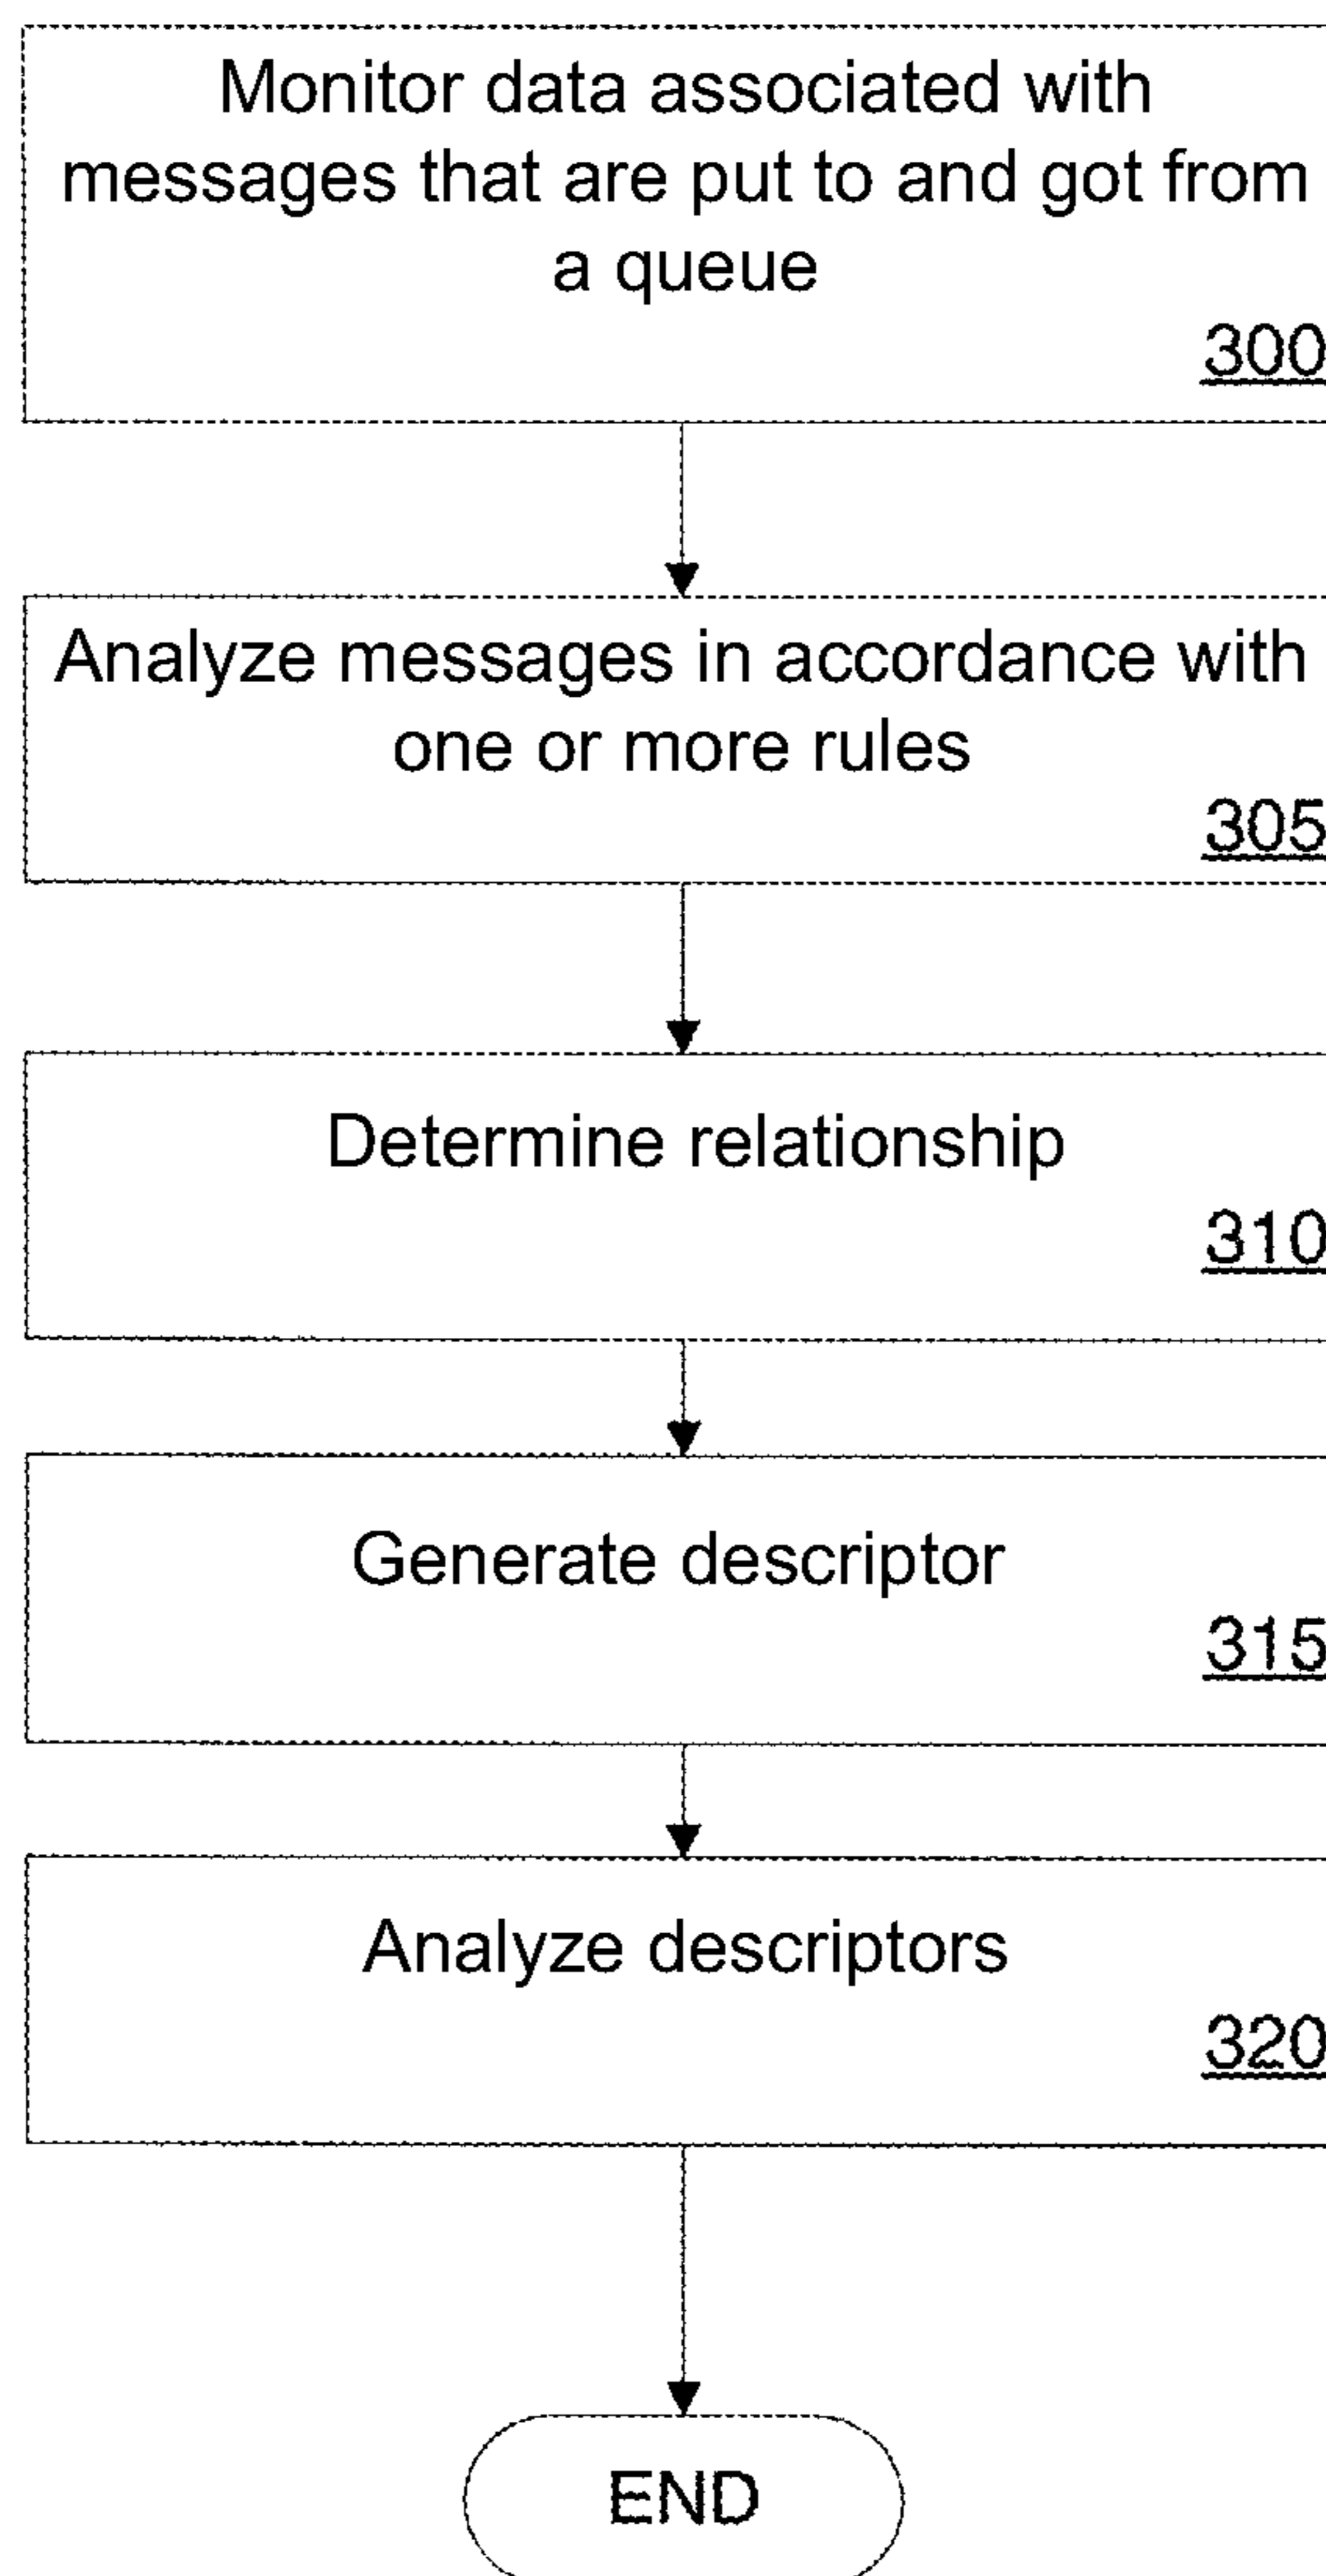 Monitor data associated with
messages that are put to and got from
a queue
300
Analyze messages in accordance with
one or more rules
305
Determine relationship
310
Generate descriptor
315
Analyze descriptors
320
END